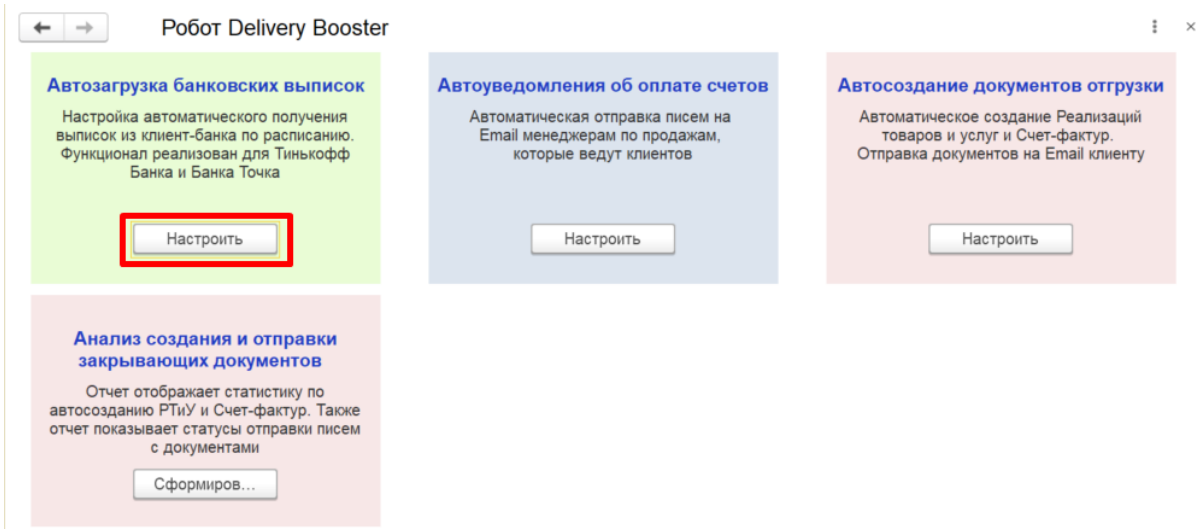 Робот Delivery Booster
Автозагрузка банковских выписок
Настройка автоматического получения
выписок из клиент-банка по расписанию.
Функционал реализован для Тинькофф
Банка и Банка Точка
Настроить
Автоуведомления об оплате счетов
Автоматическая отправка писем на
Email менеджерам по продажам,
которые ведут клиентов
Настроить
Автосоздание документов отгрузки
Автоматическое создание Реализаций
товаров и услуг и Счет-фактур.
Отправка документов на Email клиенту
Настроить
Анализ создания и отправки
закрывающих документов
Отчет отображает статистику по
автосозданию РТиУ и Счет-фактур. Также
отчет показывает статусы отправки писем
с документами
Сформиров...